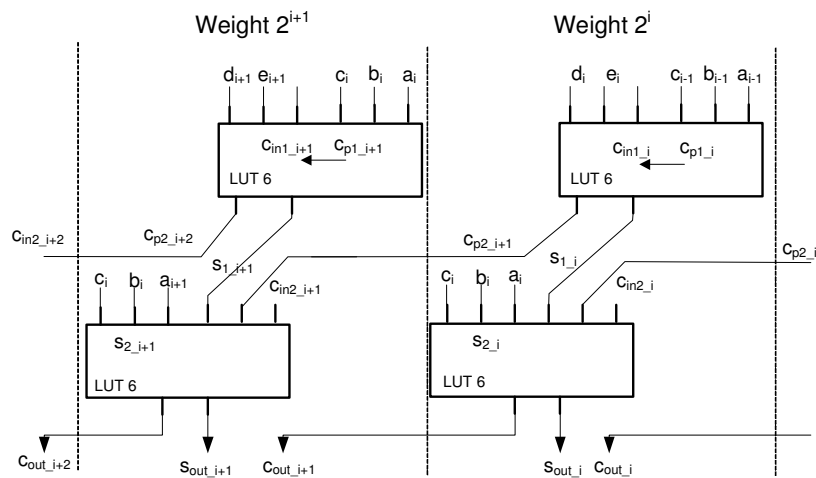 Weight 2^{i+1} Weight 2^{i}
d_{i+1} e_{i+1} c_{i} b_{i} a_{i} d_{i} e_{i} c_{i-1} b_{i-1} a_{i-1}
c_{in1_i+1} c_{p1_i+1} c_{in1_i} c_{p1_i}
LUT 6 LUT 6
c_{in2_i+2} c_{p2_i+2} c_{p2_i+1} c_{p2_i}
s_{1_i+1} s_{1_i}
c_{i} b_{i} a_{i+1} c_{in2_i+1} c_{i} b_{i} a_{i} c_{in2_i}
s_{2_i+1} s_{2_i}
LUT 6 LUT 6
c_{out_i+2} s_{out_i+1} c_{out_i+1} s_{out_i} c_{out_i}